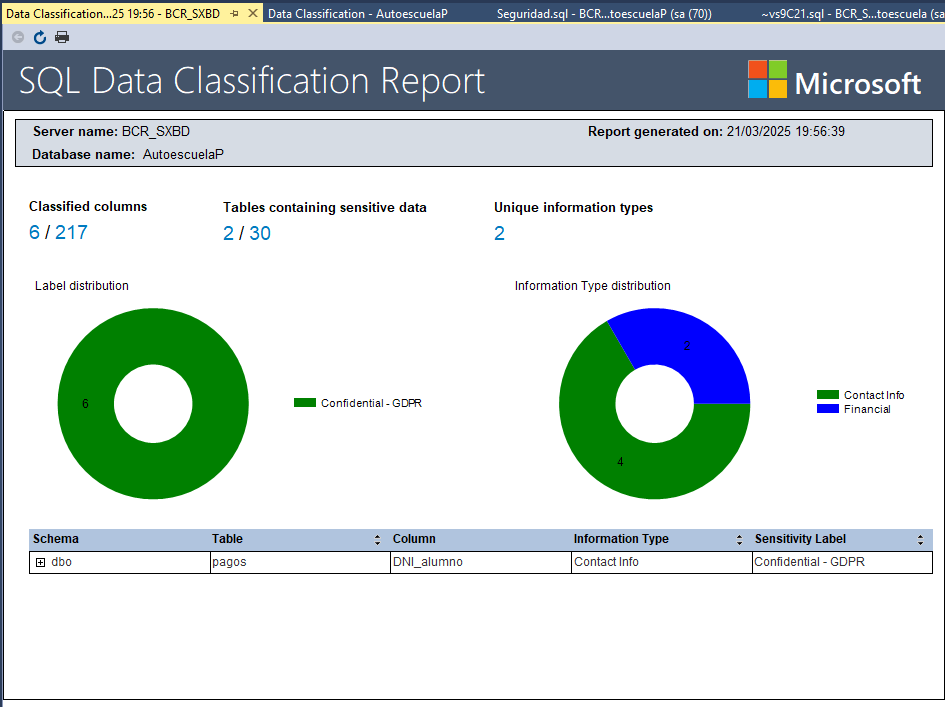 Data Classification...25 19:56 - BCR_SXBD
Data Classification - AutoescuelaP
Seguridad.sql - BCR...toescuelaP (sa (70))
~vs9C21.sql - BCR_S...toescuela (sa
SQL Data Classification Report
Microsoft
Server name: BCR_SXBD
Report generated on: 21/03/2025 19:56:39
Database name: AutoescuelaP
Classified columns
Tables containing sensitive data
Unique information types
6 / 217
2 / 30
2
Label distribution
Information Type distribution
6
Confidential - GDPR
2
4
Contact Info
Financial
Schema Table Column Information Type Sensitivity Label
dbo pagos DNI_alumno Contact Info Confidential - GDPR